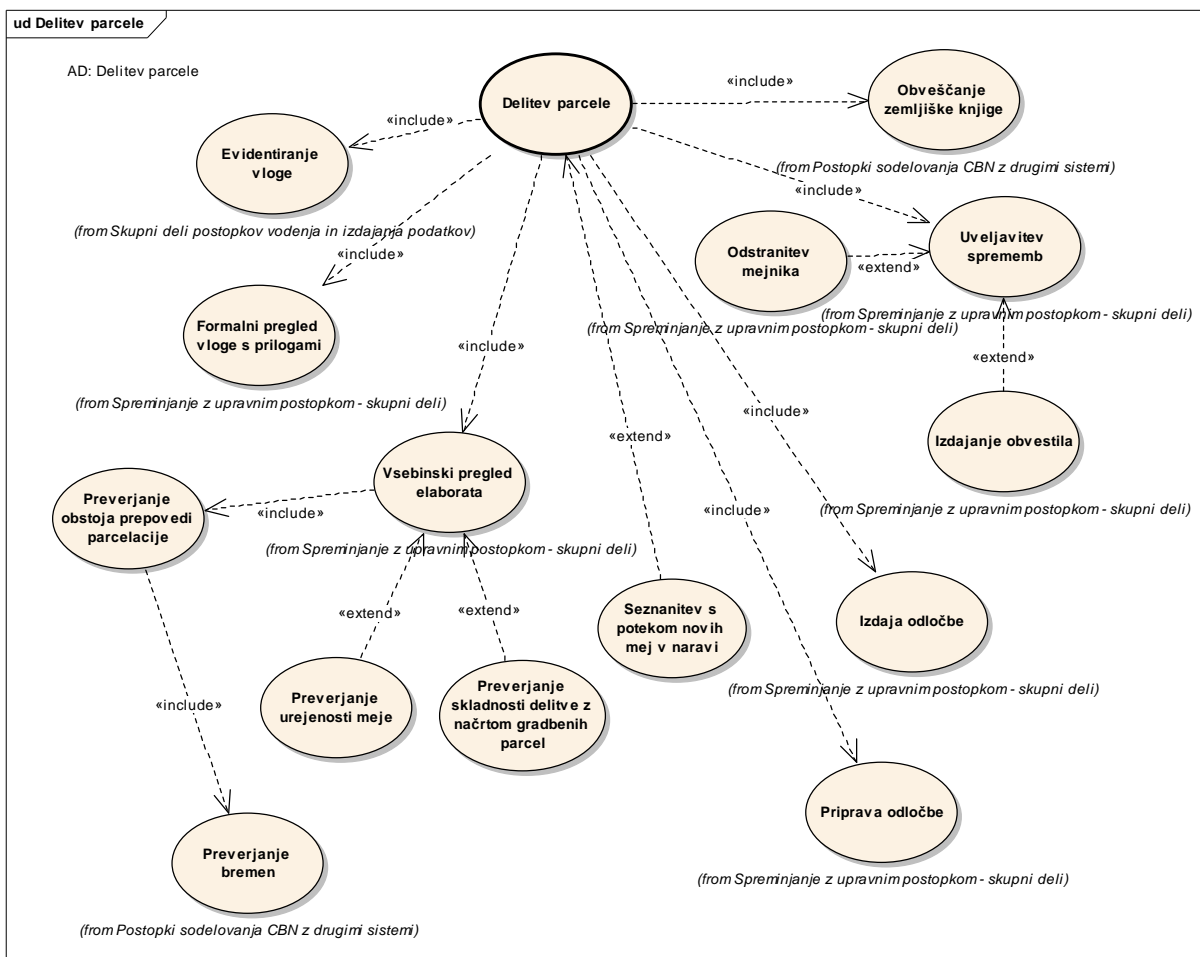 ud Delitev parcele
AD: Delitev parcele
Delitev parcele
«include»
Obveščanje
zemljiške knjige
(from Postopki sodelovanja CBN z drugimi sistemi)
«include»
Evidentiranje
vloge
(from Skupni deli postopkov vodenja in izdajanja podatkov)
«include»
Uveljavitev
sprememb
(from Spreminjanje z upravnim postopkom - skupni deli)
Odstranitev
mejnika
«extend»
(from Spreminjanje z upravnim postopkom - skupni deli)
«include»
Formalni pregled
vloge s prilogami
(from Spreminjanje z upravnim postopkom - skupni deli)
«include»
«extend»
Izdajanje obvestila
(from Spreminjanje z upravnim postopkom - skupni deli)
«include»
«extend»
Vsebinski pregled
elaborata
(from Spreminjanje z upravnim postopkom - skupni deli)
Preverjanje
obstoja prepovedi
parcelacije
«include»
«include»
«extend»
«extend»
Seznanitev s
potekom novih
mej v naravi
Izdaja odločbe
(from Spreminjanje z upravnim postopkom - skupni deli)
Preverjanje
urejenosti meje
Preverjanje
skladnosti delitve z
načrtom gradbenih
parcel
«include»
Priprava odločbe
(from Spreminjanje z upravnim postopkom - skupni deli)
Preverjanje
bremen
(from Postopki sodelovanja CBN z drugimi sistemi)